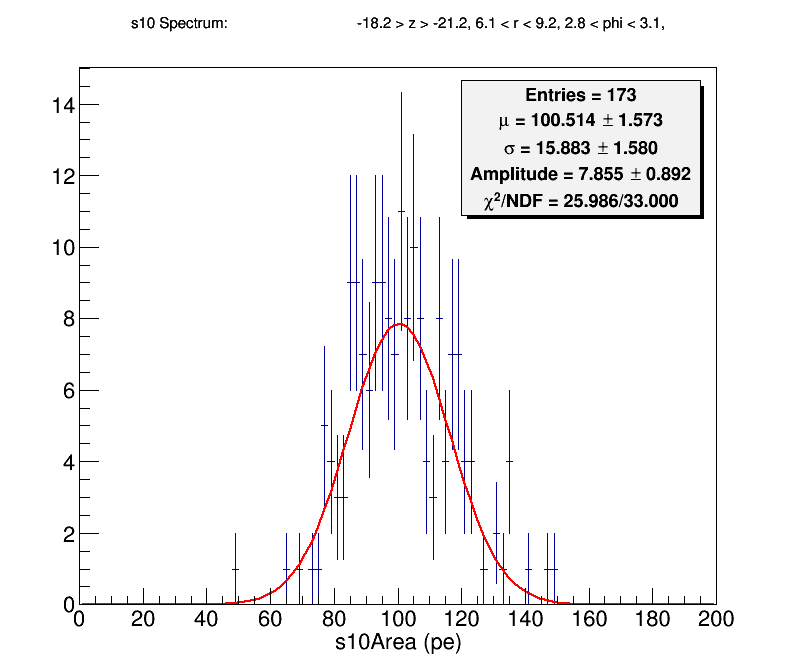 s10 Spectrum: -18.2 > z > -21.2, 6.1 < r < 9.2, 2.8 < phi < 3.1,
Entries = 173
μ = 100.514 ± 1.573
σ = 15.883 ± 1.580
Amplitude = 7.855 ± 0.892
χ²/NDF = 25.986/33.000
14
12
10
8
6
4
2
0
0 20 40 60 80 100 120 140 160 180 200
s10Area (pe)